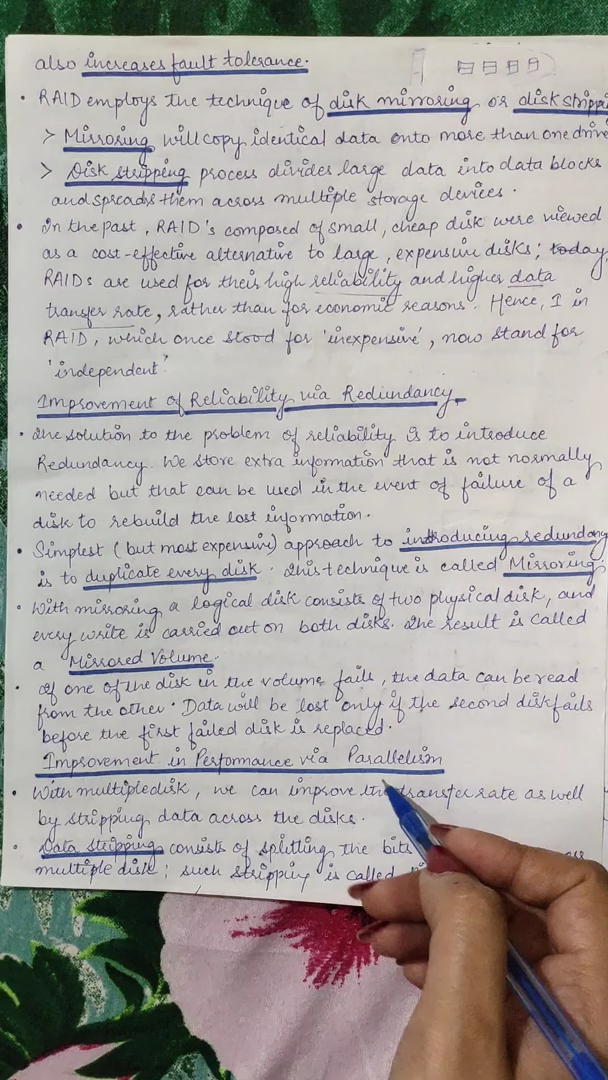 also increases fault tolerance.
• RAID employs the technique of disk mirroring or disk strippi
> Mirroring will copy identical data onto more than one drive
> Disk stripping process divides large data into data blocks
and spreads them across multiple storage devices.
• In the past, RAID's composed of small, cheap disk were viewed
as a cost-effective alternative to large, expensive disks; today,
RAIDs are used for their high reliability and higher data
transfer rate, rather than for economic reasons. Hence, I in
RAID, which once stood for 'inexpensive', now stand for
'independent'
Improvement of Reliability via Redundancy
• The solution to the problem of reliability is to introduce
Redundancy. We store extra information that is not normally
needed but that can be used in the event of failure of a
disk to rebuild the lost information.
• Simplest (but most expensive) approach to introducing redundancy
is to duplicate every disk. This technique is called Mirroring.
• With mirroring a logical disk consists of two physical disk, and
every write is carried out on both disks. The result is called
a Mirrored Volume.
• If one of the disk in the volume fails, the data can be read
from the other. Data will be lost only if the second disk fails
before the first failed disk is replaced.
Improvement in Performance via Parallelism
• With multiple disk, we can improve the transfer rate as well
by stripping data across the disks.
• Data stripping consists of splitting the bits
multiple disk; such stripping is called